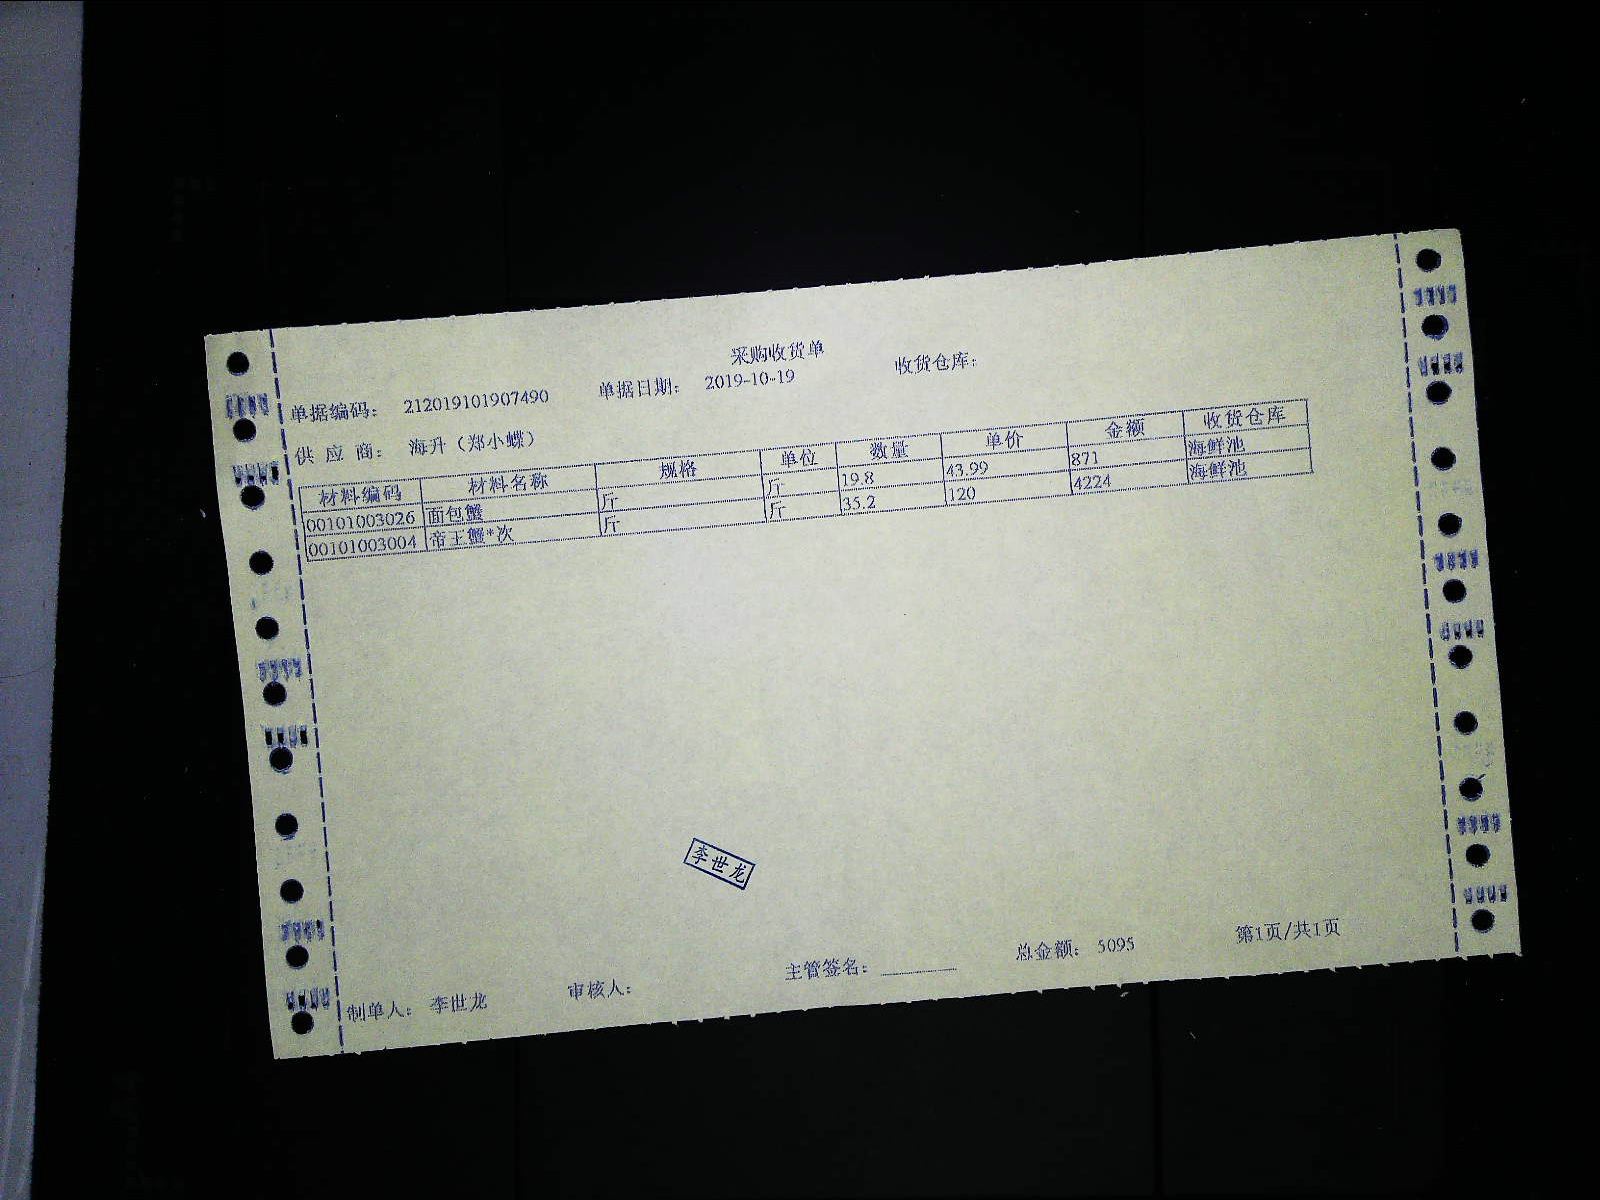 采购收货单
单据编码: 212019101907490 单据日期: 2019-10-19 收货仓库:
供 应 商: 海升（郑小蝶）
材料编码 材料名称 规格 单位 数量 单价 金额 收货仓库
00101003026 面包蟹 斤 斤 19.8 43.99 871 海鲜池
00101003004 帝王蟹*次 斤 斤 35.2 120 4224 海鲜池
李世龙
制单人: 李世龙 审核人: 主管签名: 总金额: 5095 第1页/共1页